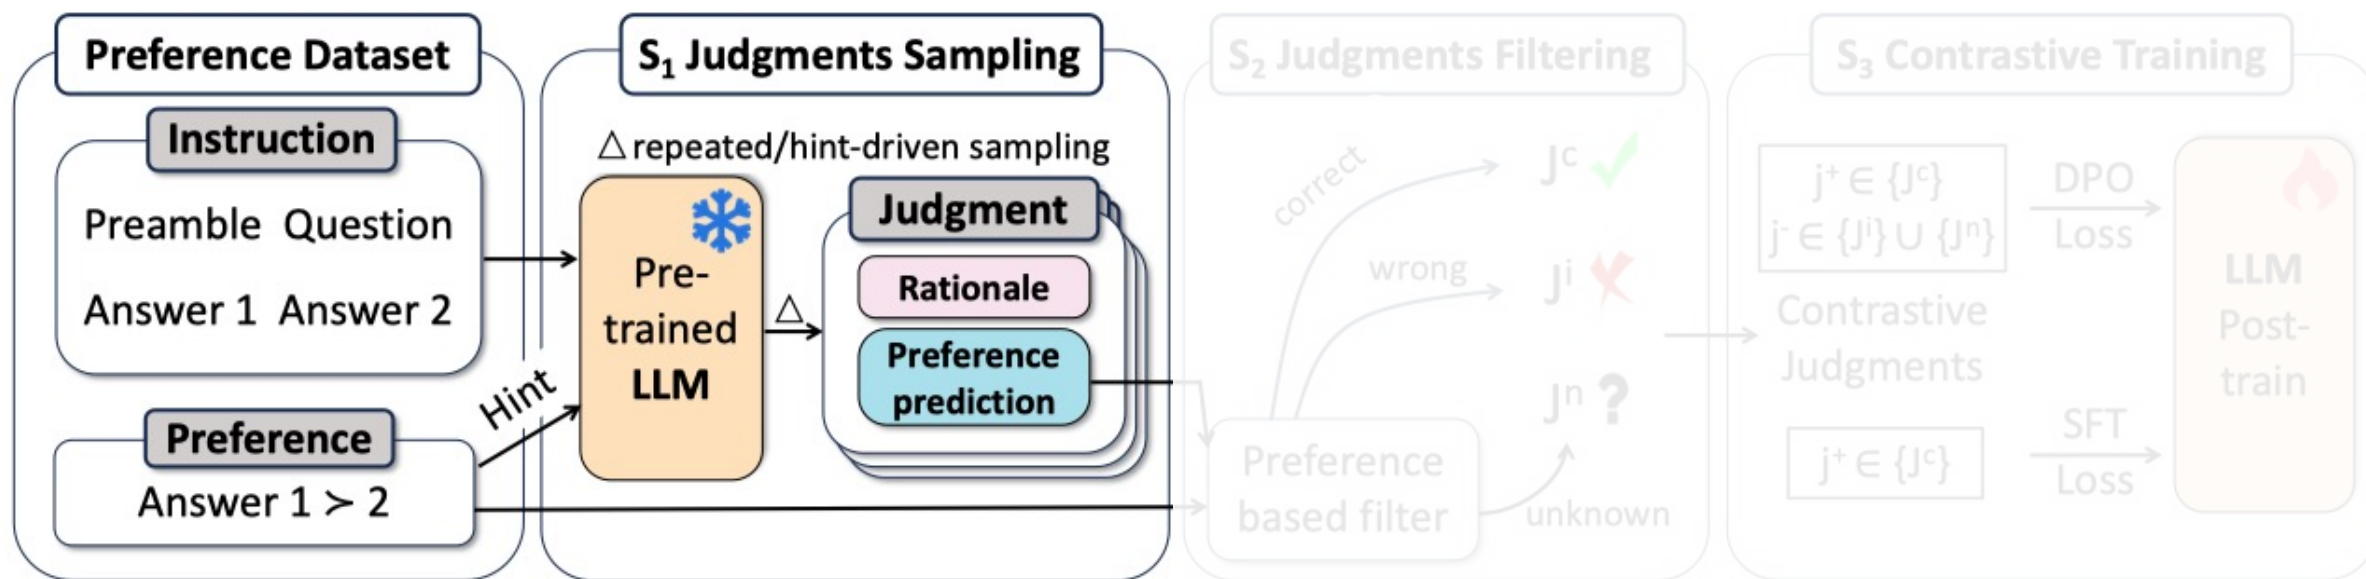 Preference Dataset
Instruction
Preamble Question
Answer 1 Answer 2
Preference
Answer 1 ≻ 2
Hint
S₁ Judgments Sampling
△ repeated/hint-driven sampling
Pre-
trained
LLM
△
Judgment
Rationale
Preference
prediction
S₂ Judgments Filtering
correct
Jᶜ
wrong
Jⁱ
Jⁿ ?
unknown
Preference
based filter
S₃ Contrastive Training
j⁺ ∈ {Jᶜ}
j⁻ ∈ {Jⁱ} ∪ {Jⁿ}
Contrastive
Judgments
j⁺ ∈ {Jᶜ}
DPO
Loss
SFT
Loss
LLM
Post-
train